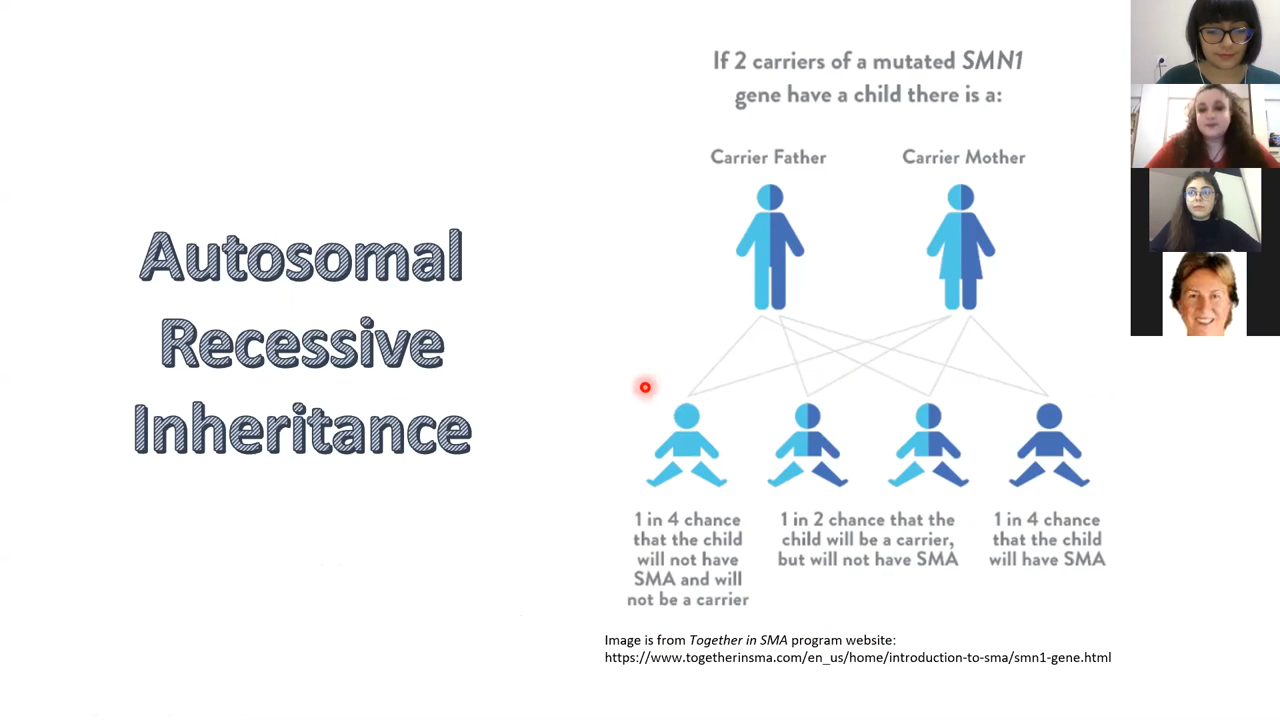 Autosomal
Recessive
Inheritance
If 2 carriers of a mutated SMN1
gene have a child there is a:
Carrier Father
Carrier Mother
1 in 4 chance
that the child
will not have
SMA and will
not be a carrier
1 in 2 chance that the
child will be a carrier,
but will not have SMA
1 in 4 chance
that the child
will have SMA
Image is from Together in SMA program website:
https://www.togetherinsma.com/en_us/home/introduction-to-sma/smn1-gene.html